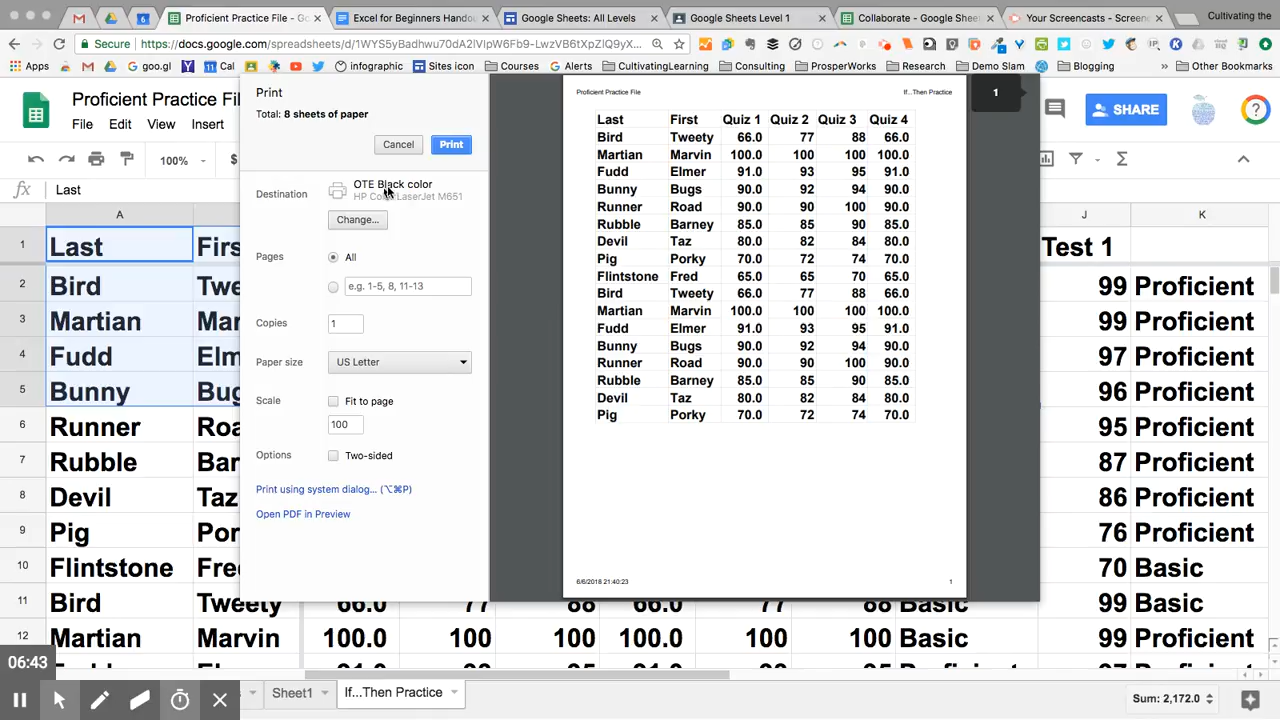 Proficient Practice File - Go
Excel for Beginners Handou
Google Sheets: All Levels
Google Sheets Level 1
Collaborate - Google Shee
Your Screencasts - Screen
Cultivating the
Secure
https://docs.google.com/spreadsheets/d/1WYS5yBadhwu70dA2lVlpW6Fb9-LwzVB6tXpZIQ9yX...
Apps
goo.gl
Cal
infographic
Sites icon
Courses
Alerts
CultivatingLearning
Consulting
ProsperWorks
Research
Demo Slam
Blogging
Other Bookmarks
Proficient Practice Fil
File Edit View Insert
SHARE
100%
$
fx Last
A J K
1 Last Firs Test 1
2 Bird Twe 99 Proficient
3 Martian Mar 99 Proficient
4 Fudd Elm 97 Proficient
5 Bunny Bug 96 Proficient
6 Runner Roa 95 Proficient
7 Rubble Bar 87 Proficient
8 Devil Taz 86 Proficient
9 Pig Por 76 Proficient
10 Flintstone Fre 70 Basic
11 Bird Tweety 66.0 77 88 66.0 77 88 Basic 99 Basic
12 Martian Marvin 100.0 100 100 100.0 100 100 Basic 99 Proficient
Print
Total: 8 sheets of paper
Cancel Print
Destination
OTE Black color
HP Color LaserJet M651
Change...
Pages
All
e.g. 1-5, 8, 11-13
Copies 1
Paper size US Letter
Scale Fit to page
100
Options Two-sided
Print using system dialog... (⌥⌘P)
Open PDF in Preview
Proficient Practice File If...Then Practice
1
Last First Quiz 1 Quiz 2 Quiz 3 Quiz 4
Bird Tweety 66.0 77 88 66.0
Martian Marvin 100.0 100 100 100.0
Fudd Elmer 91.0 93 95 91.0
Bunny Bugs 90.0 92 94 90.0
Runner Road 90.0 90 100 90.0
Rubble Barney 85.0 85 90 85.0
Devil Taz 80.0 82 84 80.0
Pig Porky 70.0 72 74 70.0
Flintstone Fred 65.0 65 70 65.0
Bird Tweety 66.0 77 88 66.0
Martian Marvin 100.0 100 100 100.0
Fudd Elmer 91.0 93 95 91.0
Bunny Bugs 90.0 92 94 90.0
Runner Road 90.0 90 100 90.0
Rubble Barney 85.0 85 90 85.0
Devil Taz 80.0 82 84 80.0
Pig Porky 70.0 72 74 70.0
6/6/2018 21:40:23 1
06:43
Sheet1
If...Then Practice
Sum: 2,172.0